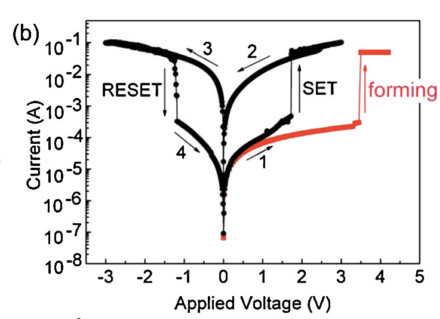 (b)
Current (A)
10⁻¹
10⁻²
10⁻³
10⁻⁴
10⁻⁵
10⁻⁶
10⁻⁷
10⁻⁸
3
2
RESET
SET
forming
4
1
-3 -2 -1 0 1 2 3 4 5
Applied Voltage (V)